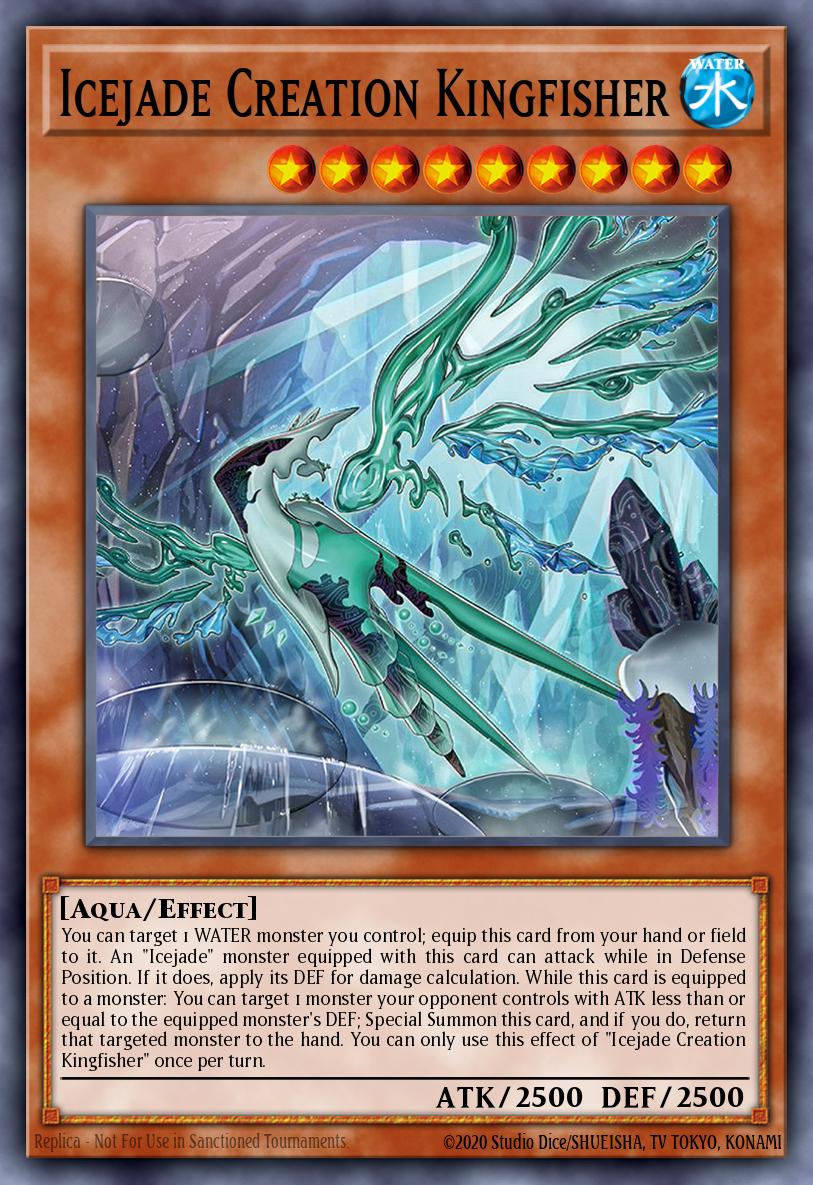 Icejade Creation Kingfisher
WATER
水
[Aqua/Effect]
You can target 1 WATER monster you control; equip this card from your hand or field
to it. An "Icejade" monster equipped with this card can attack while in Defense
Position. If it does, apply its DEF for damage calculation. While this card is equipped
to a monster: You can target 1 monster your opponent controls with ATK less than or
equal to the equipped monster's DEF; Special Summon this card, and if you do, return
that targeted monster to the hand. You can only use this effect of "Icejade Creation
Kingfisher" once per turn.
ATK/2500 DEF/2500
Replica - Not For Use in Sanctioned Tournaments.
©2020 Studio Dice/SHUEISHA, TV TOKYO, KONAMI